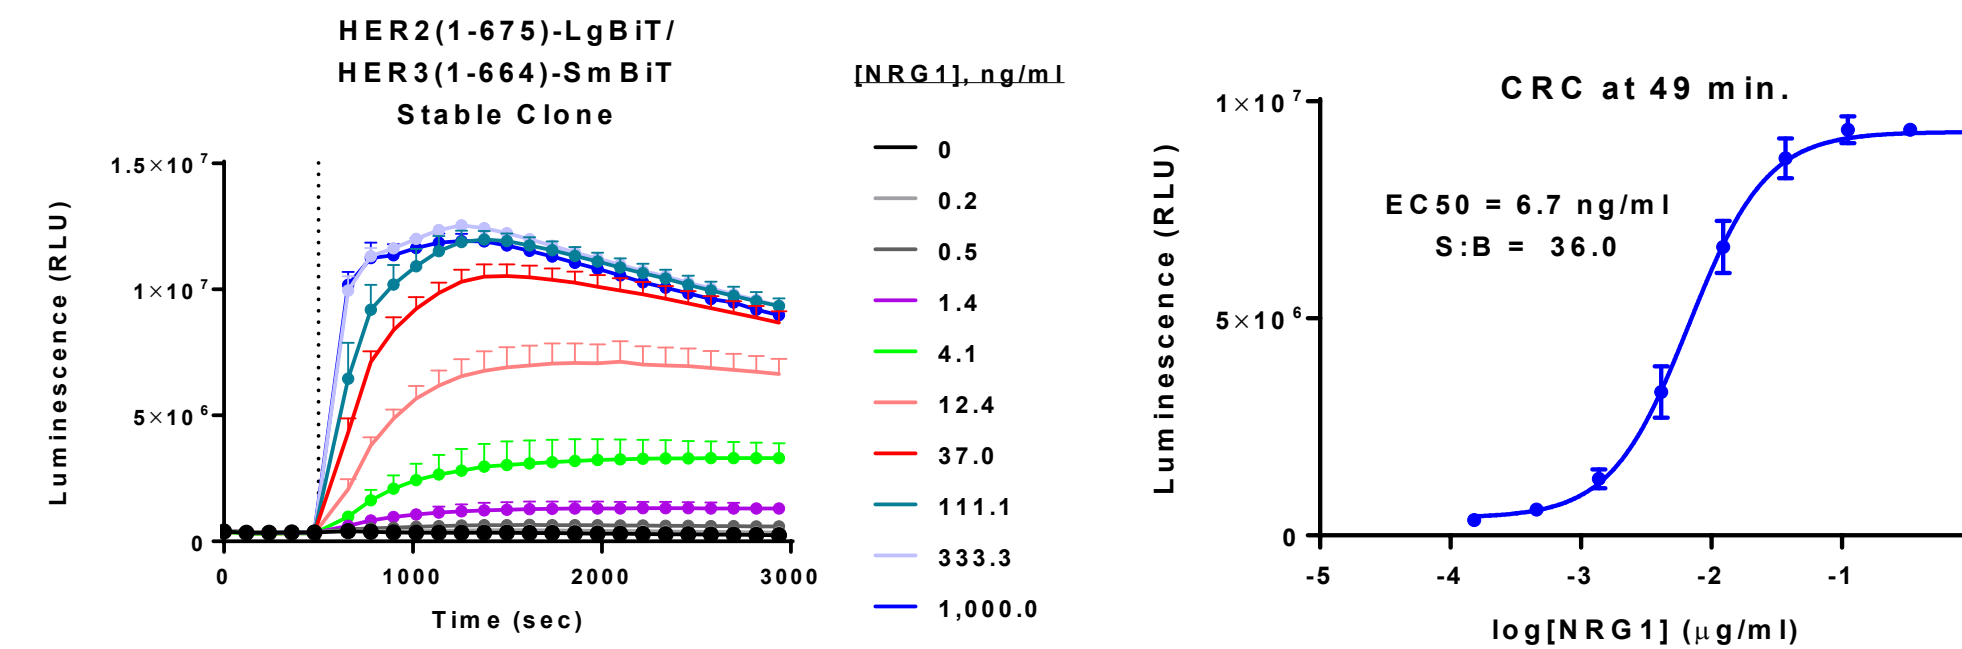 HER2(1-675)-LgBiT/
HER3(1-664)-SmBiT
Stable Clone
[NRG1], ng/ml
0
0.2
0.5
1.4
4.1
12.4
37.0
111.1
333.3
1,000.0
1.5×10⁷
1×10⁷
5×10⁶
0
Luminescence (RLU)
0 1000 2000 3000
Time (sec)
CRC at 49 min.
EC50 = 6.7 ng/ml
S:B = 36.0
1×10⁷
5×10⁶
0
Luminescence (RLU)
-5 -4 -3 -2 -1
log[NRG1] (μg/ml)